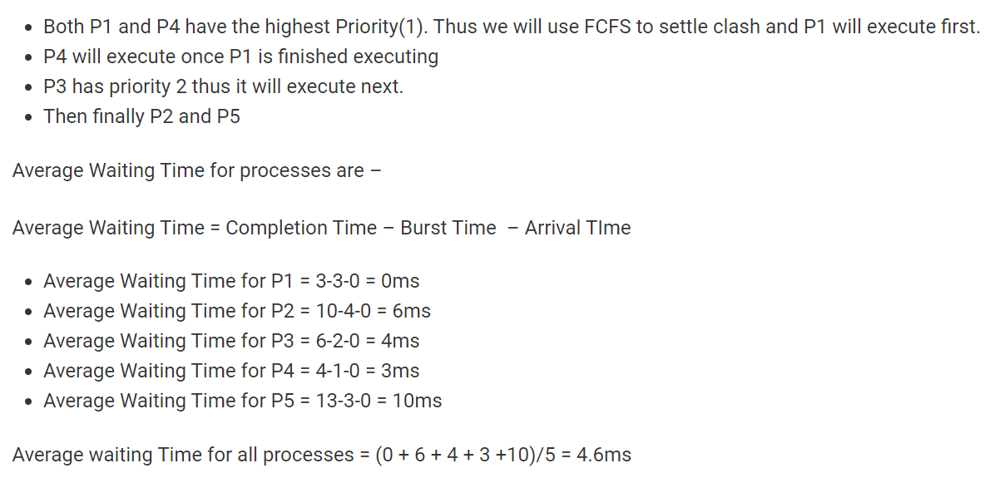 Both P1 and P4 have the highest Priority(1). Thus we will use FCFS to settle clash and P1 will execute first.
P4 will execute once P1 is finished executing
P3 has priority 2 thus it will execute next.
Then finally P2 and P5
Average Waiting Time for processes are –
Average Waiting Time = Completion Time – Burst Time – Arrival TIme
Average Waiting Time for P1 = 3-3-0 = 0ms
Average Waiting Time for P2 = 10-4-0 = 6ms
Average Waiting Time for P3 = 6-2-0 = 4ms
Average Waiting Time for P4 = 4-1-0 = 3ms
Average Waiting Time for P5 = 13-3-0 = 10ms
Average waiting Time for all processes = (0 + 6 + 4 + 3 +10)/5 = 4.6ms